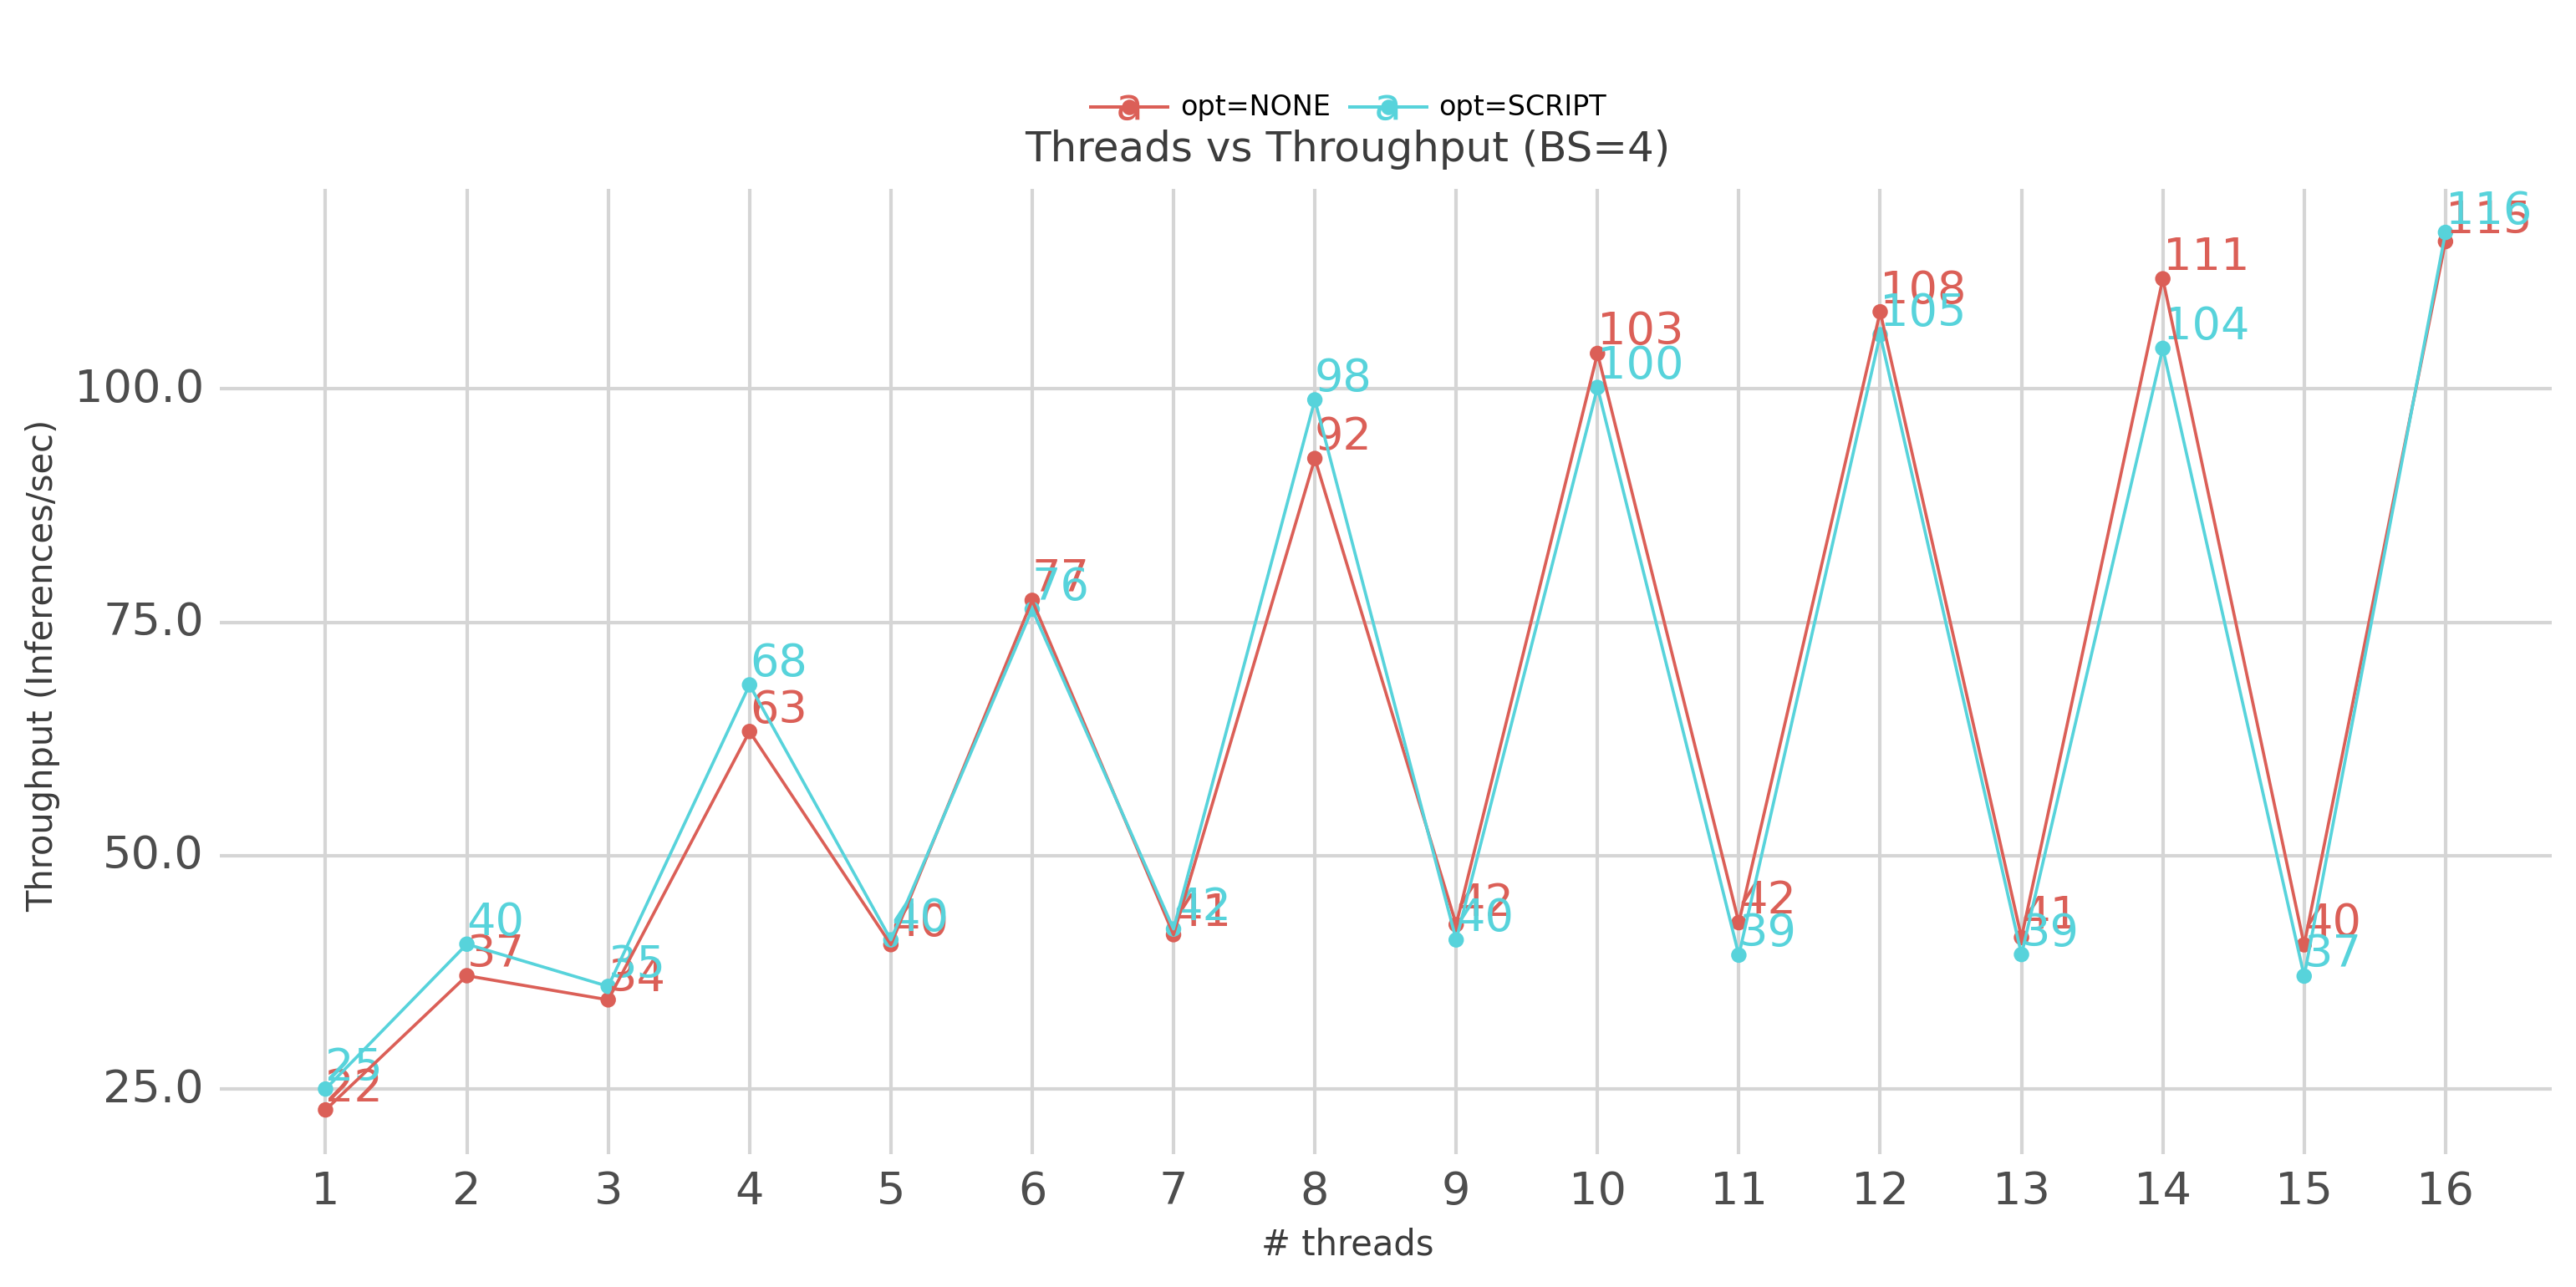 a opt=NONE a opt=SCRIPT
Threads vs Throughput (BS=4)
Throughput (Inferences/sec)
100.0
75.0
50.0
25.0
22 37 34 63 40 77 41 92 42 103 42 108 41 111 40 115
25 40 35 68 40 76 42 98 40 100 39 105 39 104 37 116
1 2 3 4 5 6 7 8 9 10 11 12 13 14 15 16
# threads